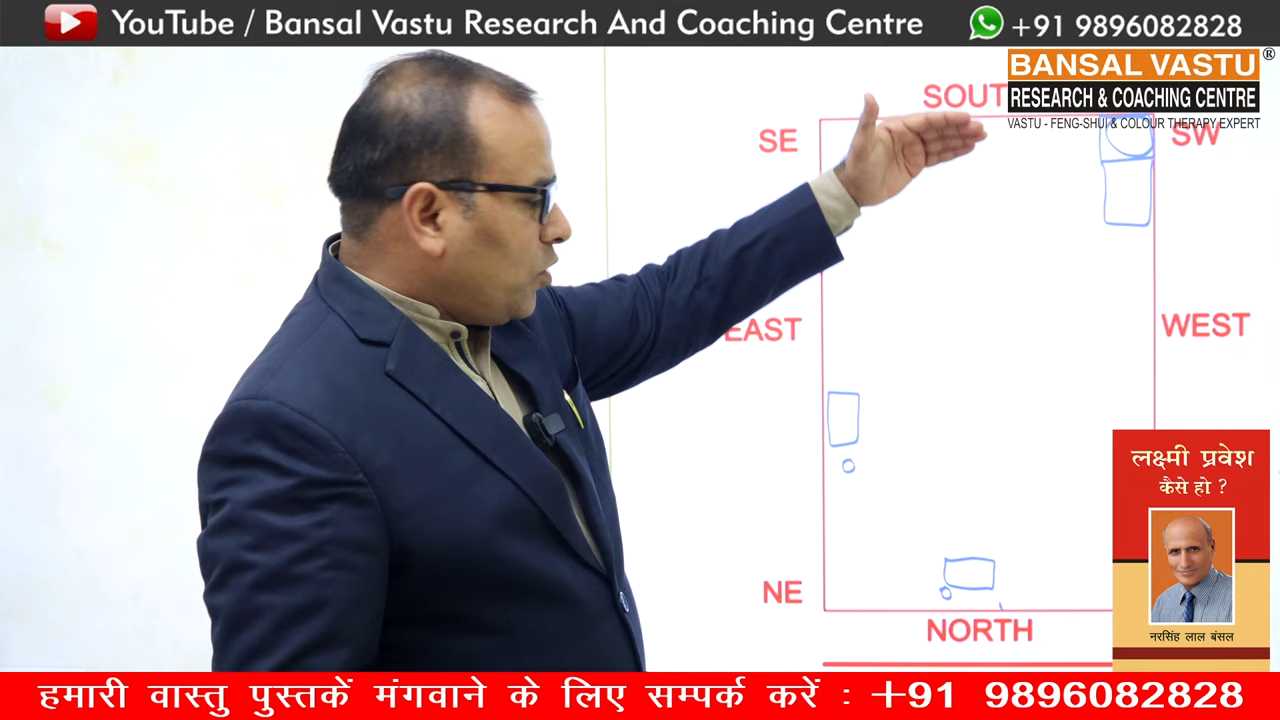 YouTube / Bansal Vastu Research And Coaching Centre
+91 9896082828
BANSAL VASTU®
RESEARCH & COACHING CENTRE
VASTU - FENG-SHUI & COLOUR THERAPY EXPERT
SE
SW
EAST
WEST
लक्ष्मी प्रवेश
कैसे हो ?
नरसिंह लाल बंसल
NE
NORTH
हमारी वास्तु पुस्तकें मंगवाने के लिए सम्पर्क करें : +91 9896082828